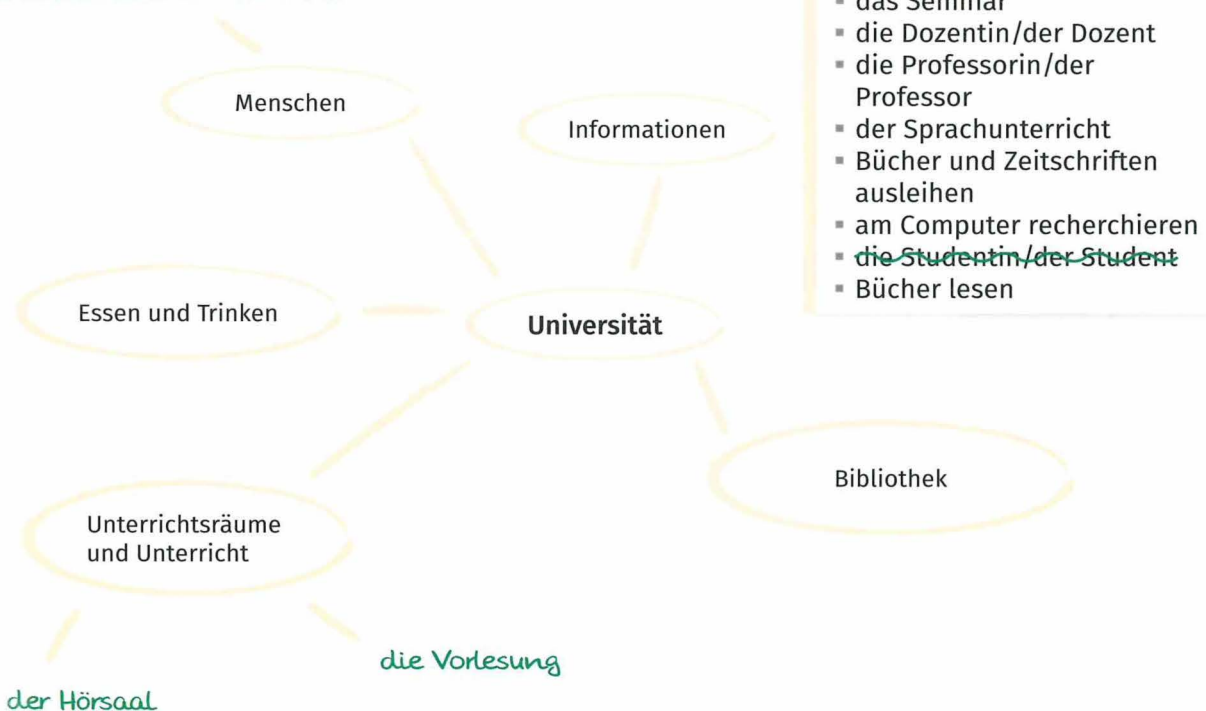 das Seminar
die Dozentin/der Dozent
die Professorin/der
Professor
der Sprachunterricht
Bücher und Zeitschriften
ausleihen
am Computer recherchieren
die Studentin/der Student
Bücher lesen
Menschen
Informationen
Essen und Trinken
Universität
Bibliothek
Unterrichtsräume
und Unterricht
die Vorlesung
der Hörsaal